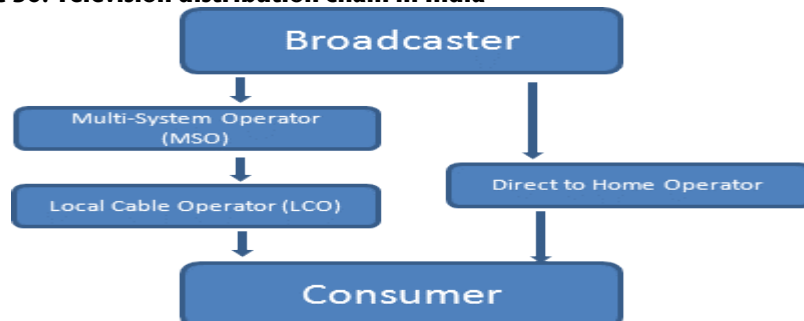 Television distribution chain in India
Broadcaster
Multi-System Operator
(MSO)
Local Cable Operator (LCO)
Direct to Home Operator
Consumer